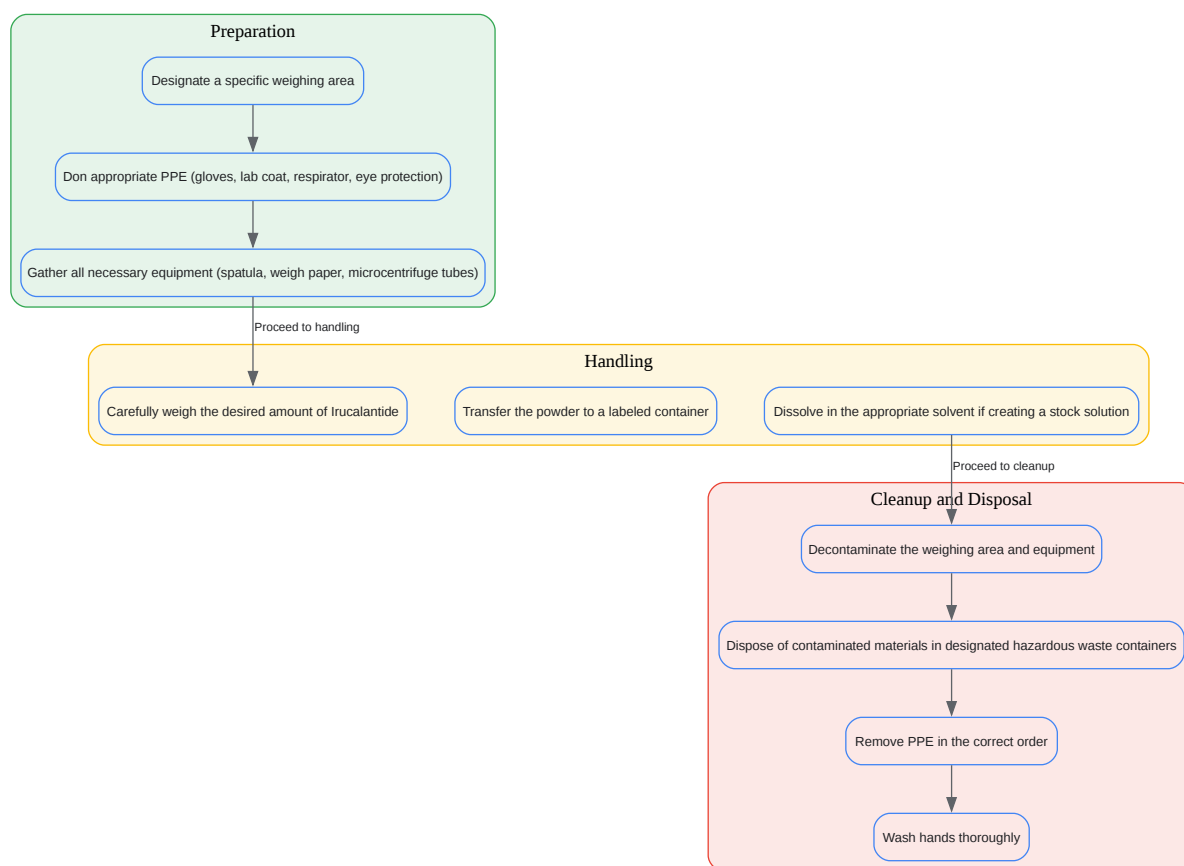 Preparation
Designate a specific weighing area
Don appropriate PPE (gloves, lab coat, respirator, eye protection)
Gather all necessary equipment (spatula, weigh paper, microcentrifuge tubes)
Proceed to handling
Handling
Carefully weigh the desired amount of Irucalantide
Transfer the powder to a labeled container
Dissolve in the appropriate solvent if creating a stock solution
Proceed to cleanup
Cleanup and Disposal
Decontaminate the weighing area and equipment
Dispose of contaminated materials in designated hazardous waste containers
Remove PPE in the correct order
Wash hands thoroughly